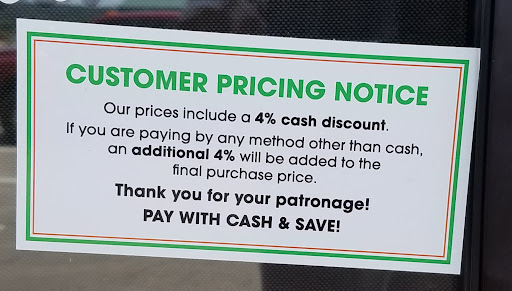 CUSTOMER PRICING NOTICE
Our prices include a 4% cash discount.
If you are paying by any method other than cash,
an additional 4% will be added to the
final purchase price.
Thank you for your patronage!
PAY WITH CASH & SAVE!